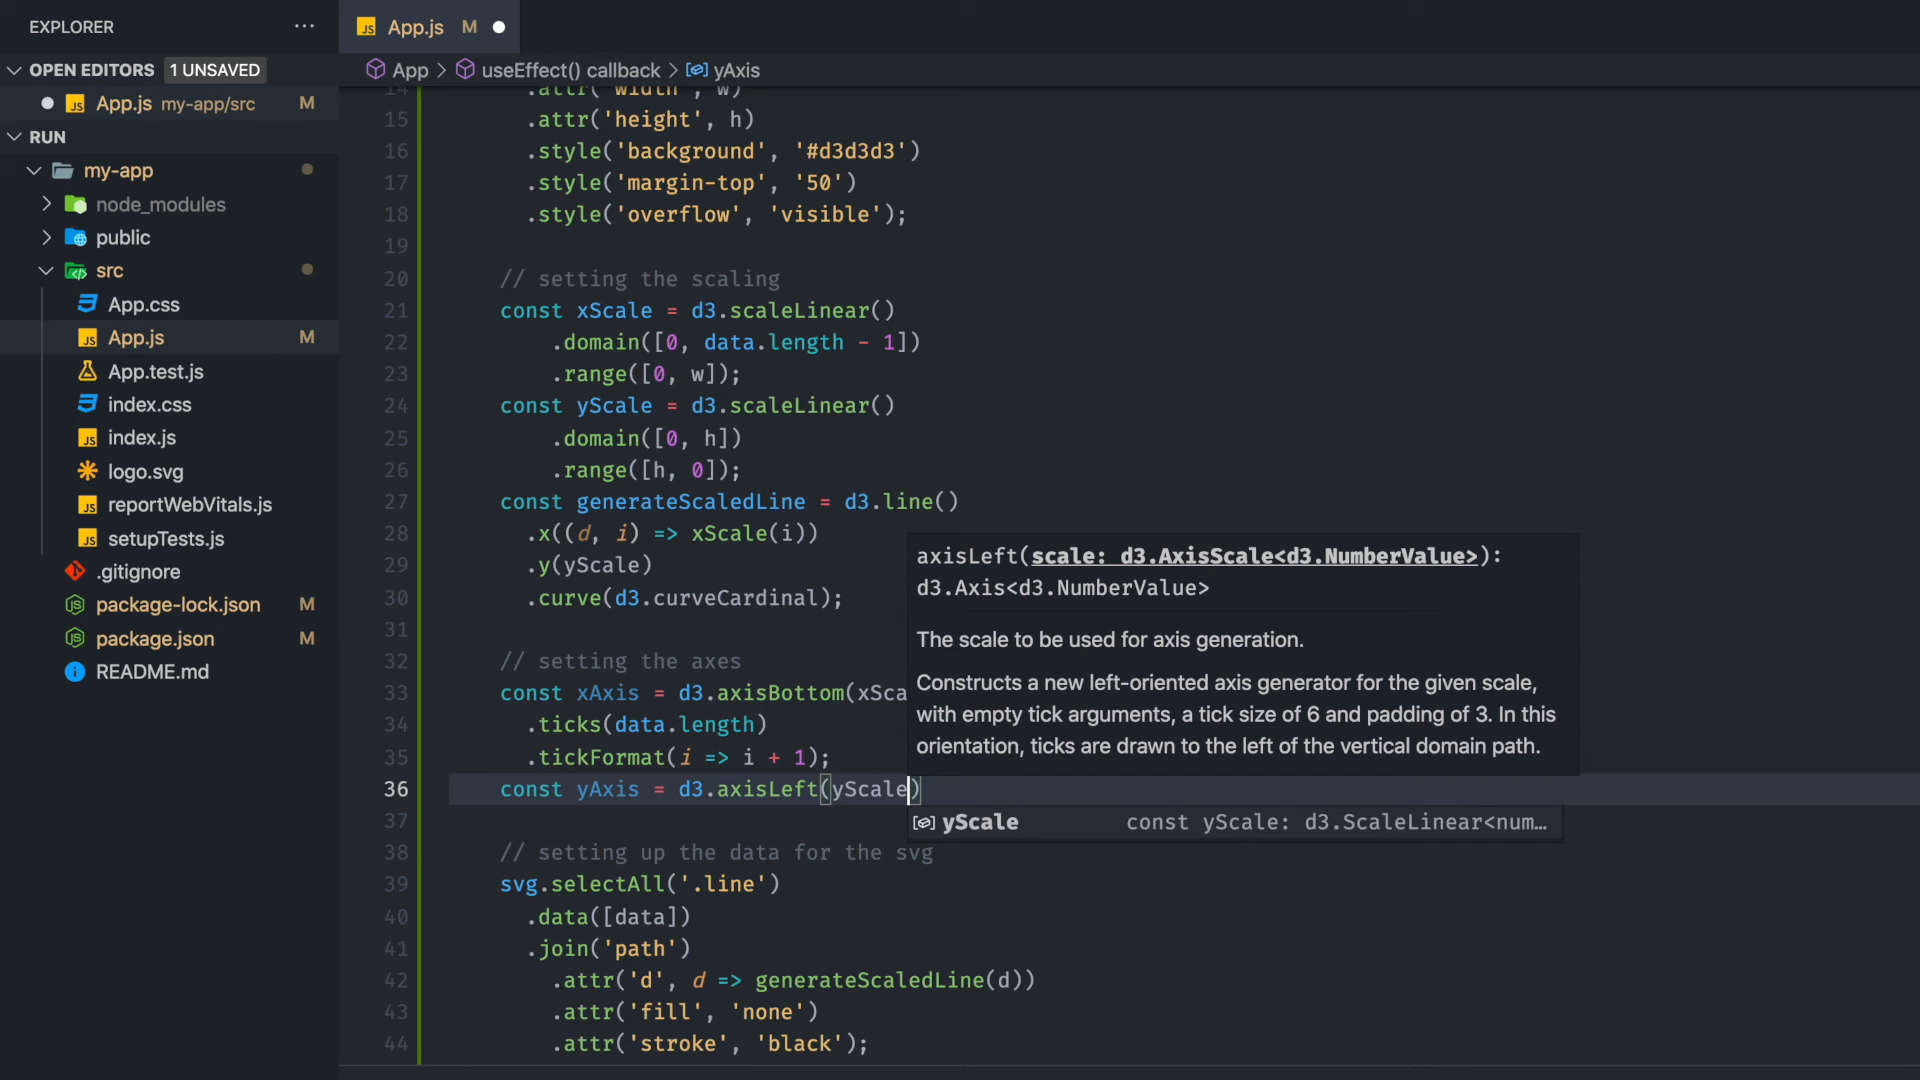 EXPLORER
OPEN EDITORS 1 UNSAVED
App.js my-app/src M
RUN
my-app
node_modules
public
src
App.css
App.js M
App.test.js
index.css
index.js
logo.svg
reportWebVitals.js
setupTests.js
.gitignore
package-lock.json M
package.json M
README.md
App.js M
App > useEffect() callback > yAxis
14 .attr('width', w)
15 .attr('height', h)
16 .style('background', '#d3d3d3')
17 .style('margin-top', '50')
18 .style('overflow', 'visible');
19
20 // setting the scaling
21 const xScale = d3.scaleLinear()
22 .domain([0, data.length - 1])
23 .range([0, w]);
24 const yScale = d3.scaleLinear()
25 .domain([0, h])
26 .range([h, 0]);
27 const generateScaledLine = d3.line()
28 .x((d, i) => xScale(i))
29 .y(yScale)
30 .curve(d3.curveCardinal);
31
32 // setting the axes
33 const xAxis = d3.axisBottom(xSca
34 .ticks(data.length)
35 .tickFormat(i => i + 1);
36 const yAxis = d3.axisLeft(yScale)
37
38 // setting up the data for the svg
39 svg.selectAll('.line')
40 .data([data])
41 .join('path')
42 .attr('d', d => generateScaledLine(d))
43 .attr('fill', 'none')
44 .attr('stroke', 'black');
axisLeft(scale: d3.AxisScale<d3.NumberValue>):
d3.Axis<d3.NumberValue>
The scale to be used for axis generation.
Constructs a new left-oriented axis generator for the given scale,
with empty tick arguments, a tick size of 6 and padding of 3. In this
orientation, ticks are drawn to the left of the vertical domain path.
yScale const yScale: d3.ScaleLinear<num…